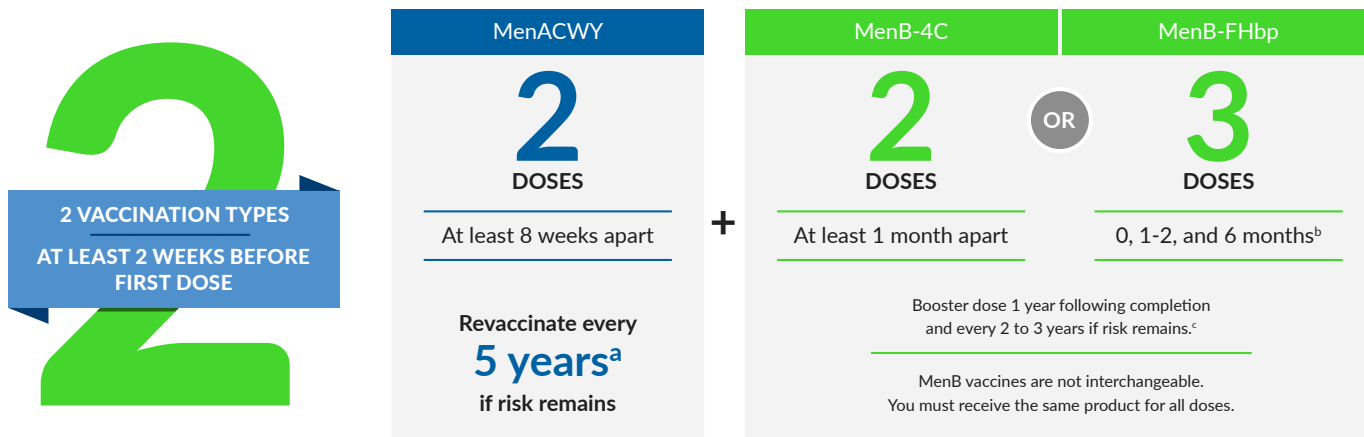 2
2 VACCINATION TYPES
AT LEAST 2 WEEKS BEFORE
FIRST DOSE
MenACWY
2
DOSES
At least 8 weeks apart
Revaccinate every
5 yearsᵃ
if risk remains
+
MenB-4C
2
DOSES
At least 1 month apart
OR
MenB-FHbp
3
DOSES
0, 1-2, and 6 monthsᵇ
Booster dose 1 year following completion
and every 2 to 3 years if risk remains.ᶜ
MenB vaccines are not interchangeable.
You must receive the same product for all doses.